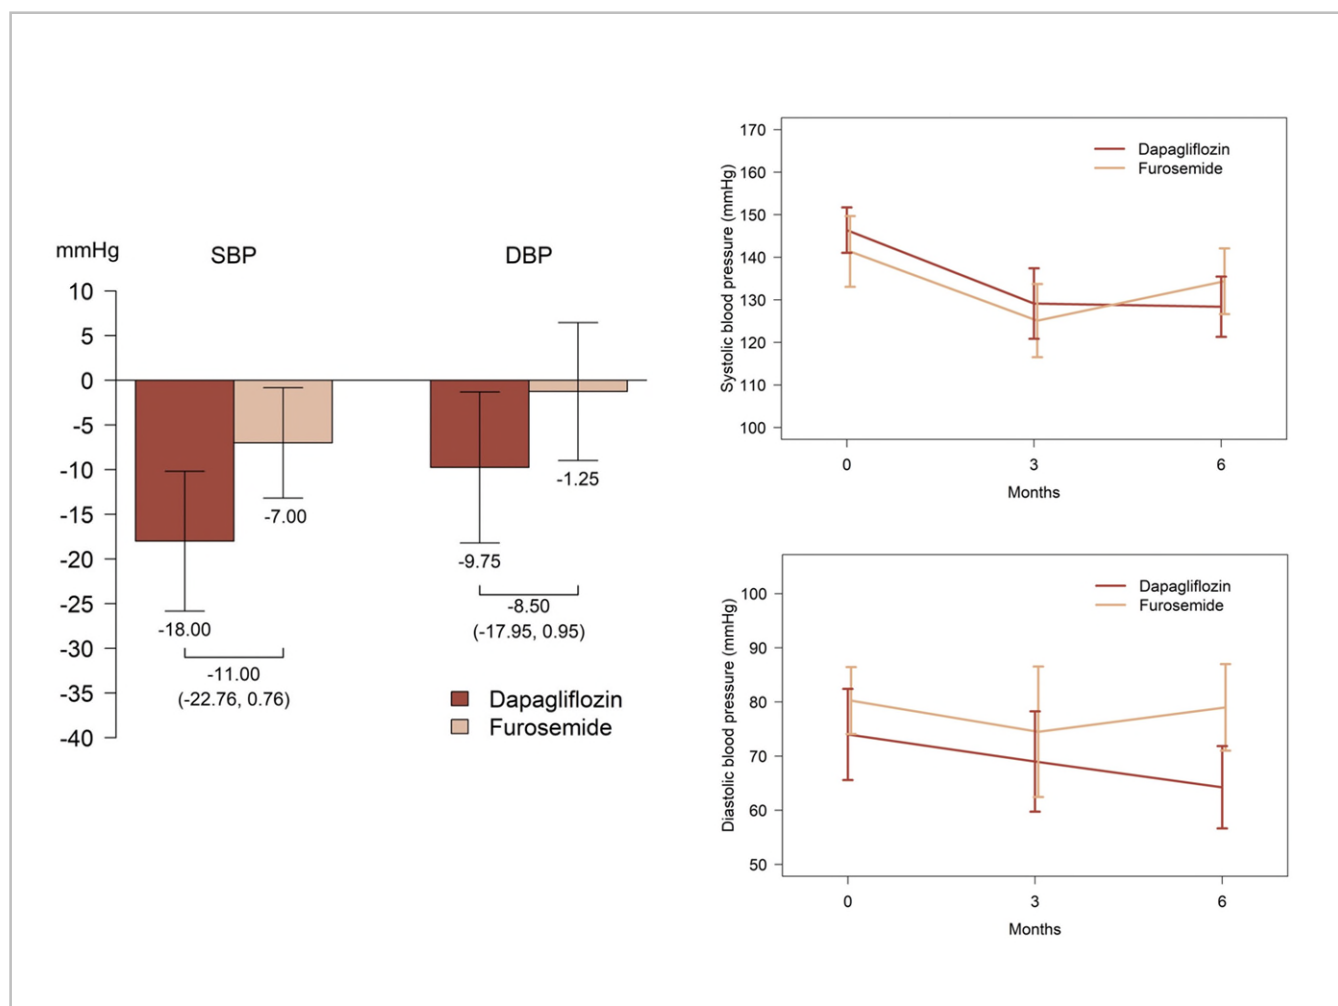 mmHg
SBP
DBP
10
5
0
-5
-10
-15
-20
-25
-30
-35
-40
-18.00
-7.00
-11.00
(-22.76, 0.76)
-9.75
-1.25
-8.50
(-17.95, 0.95)
Dapagliflozin
Furosemide
Systolic blood pressure (mmHg)
170
160
150
140
130
120
110
100
Dapagliflozin
Furosemide
0 3 6
Months
Diastolic blood pressure (mmHg)
100
90
80
70
60
50
Dapagliflozin
Furosemide
0 3 6
Months